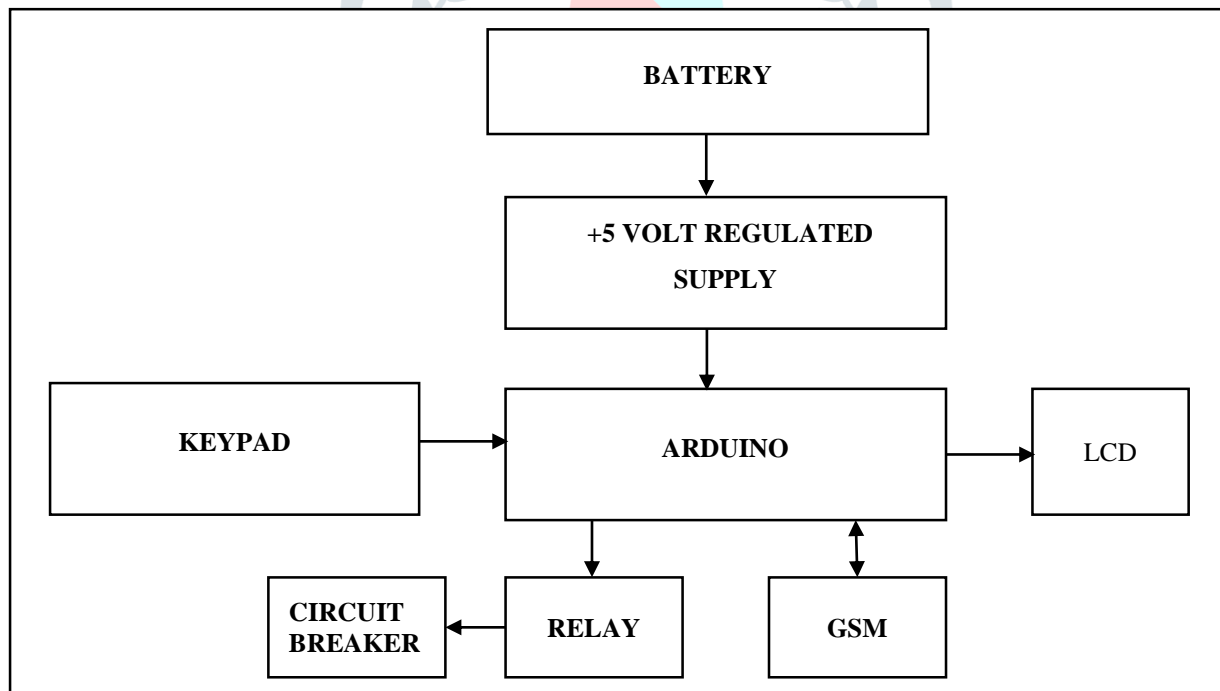 BATTERY
+5 VOLT REGULATED
SUPPLY
KEYPAD
ARDUINO
LCD
CIRCUIT
BREAKER
RELAY
GSM